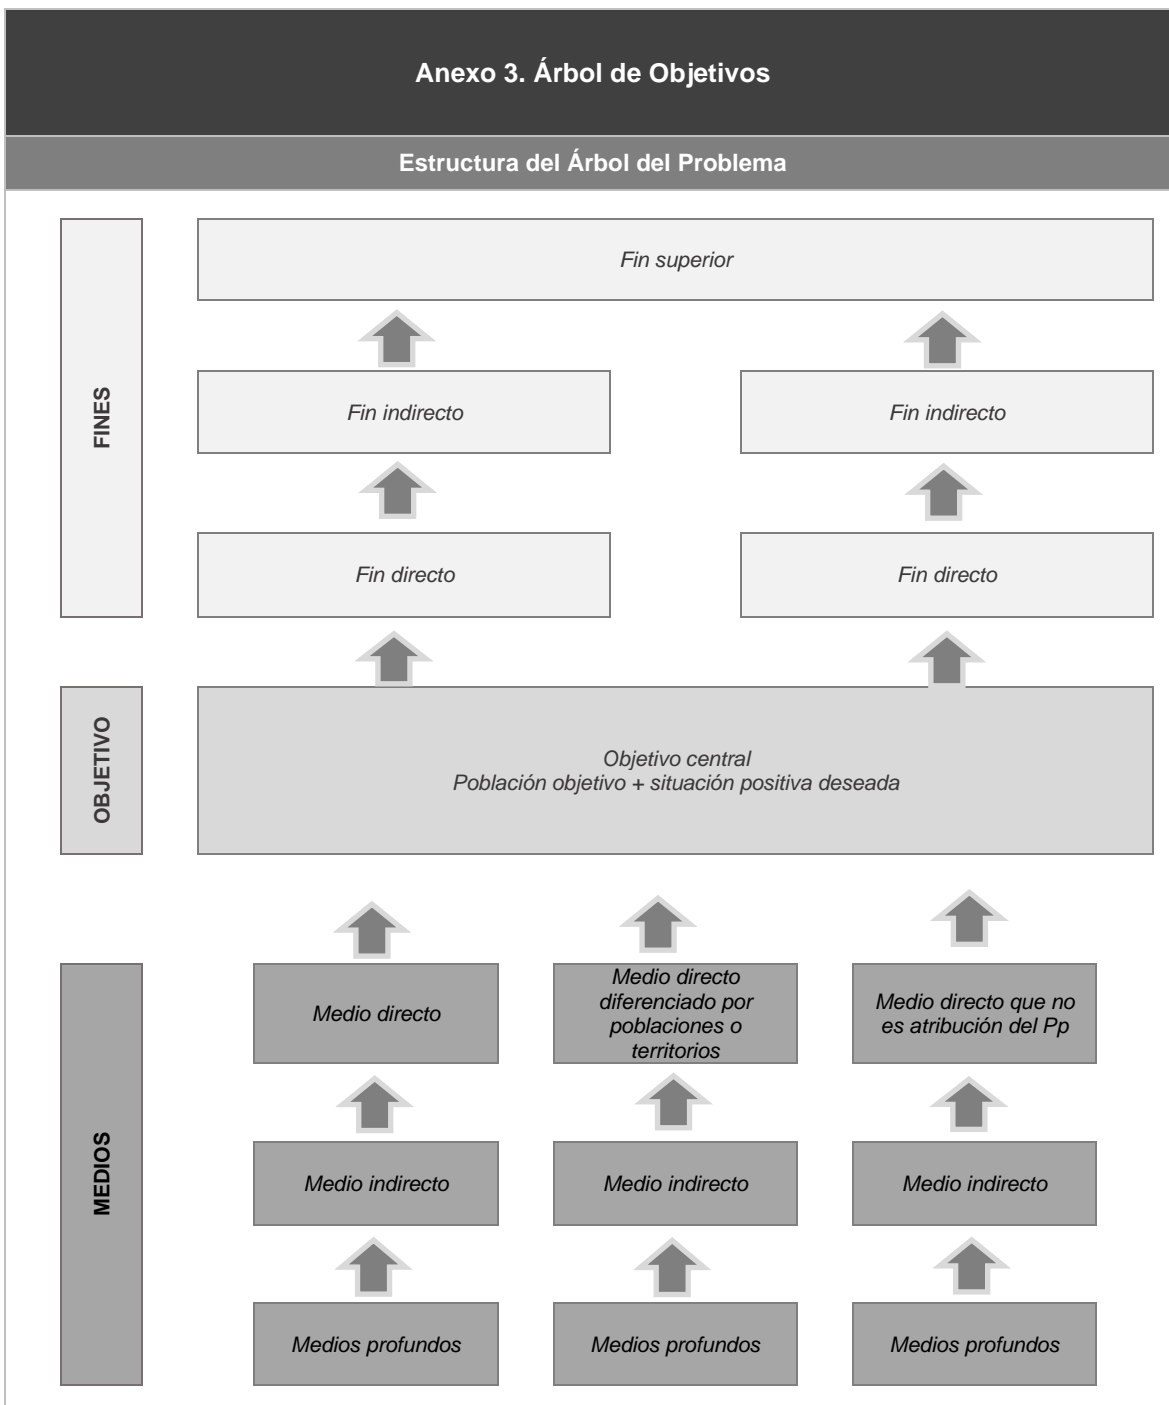 Anexo 3. Árbol de Objetivos
Estructura del Árbol del Problema
FINES
Fin superior
Fin indirecto
Fin indirecto
Fin directo
Fin directo
OBJETIVO
Objetivo central
Población objetivo + situación positiva deseada
MEDIOS
Medio directo
Medio directo
diferenciado por
poblaciones o
territorios
Medio directo que no
es atribución del Pp
Medio indirecto
Medio indirecto
Medio indirecto
Medios profundos
Medios profundos
Medios profundos